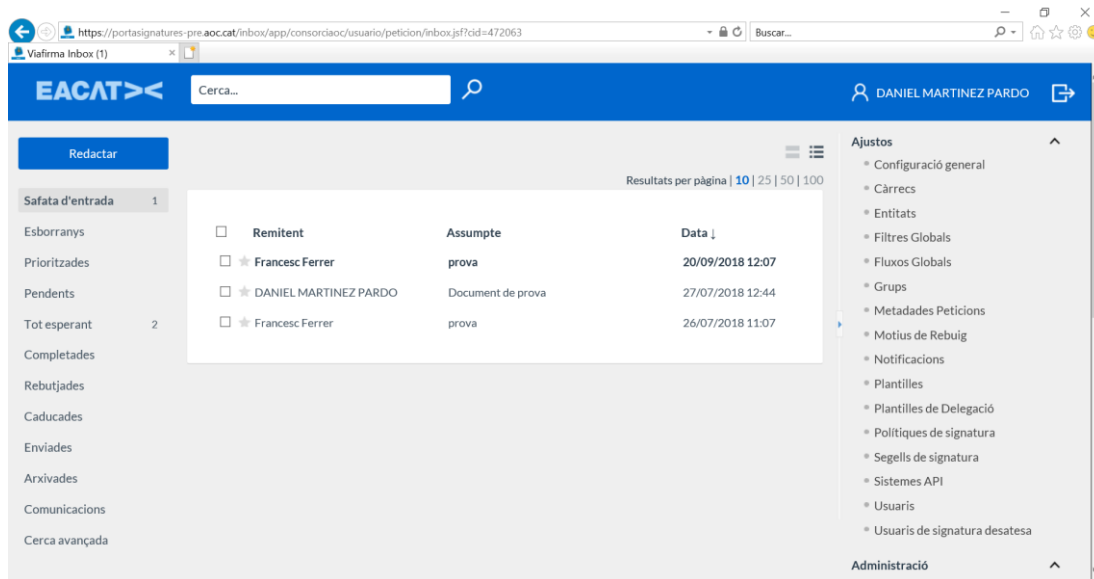 https://portasignatures-pre.aoc.cat/inbox/app/consorciaoc/usuario/peticion/inbox.jsf?cid=472063
Buscar...
Viafirma Inbox (1)
EACAT
Cerca...
DANIEL MARTINEZ PARDO
Redactar
Safata d'entrada 1
Esborranys
Prioritzades
Pendents
Tot esperant 2
Completades
Rebutjades
Caducades
Enviades
Arxivades
Comunicacions
Cerca avançada
Resultats per pàgina | 10 | 25 | 50 | 100
Remitent Assumpte Data ↓
Francesc Ferrer prova 20/09/2018 12:07
DANIEL MARTINEZ PARDO Document de prova 27/07/2018 12:44
Francesc Ferrer prova 26/07/2018 11:07
Ajustos
Configuració general
Càrrecs
Entitats
Filtres Globals
Fluxos Globals
Grups
Metadades Peticions
Motius de Rebuig
Notificacions
Plantilles
Plantilles de Delegació
Polítiques de signatura
Segells de signatura
Sistemes API
Usuaris
Usuaris de signatura desatesa
Administració